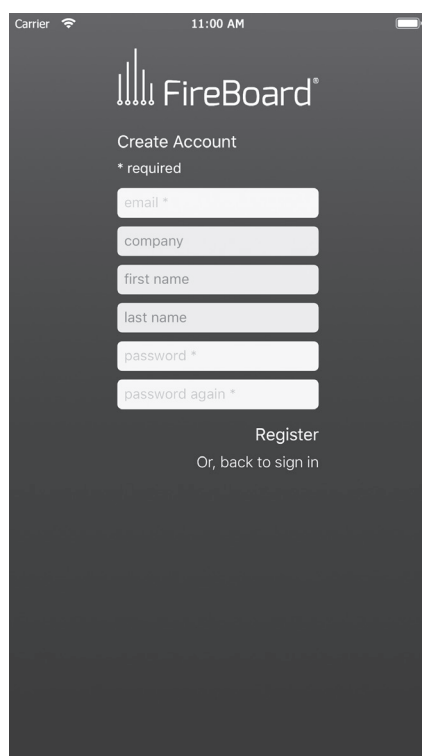 Carrier 11:00 AM
FireBoard®
Create Account
* required
email *
company
first name
last name
password *
password again *
Register
Or, back to sign in